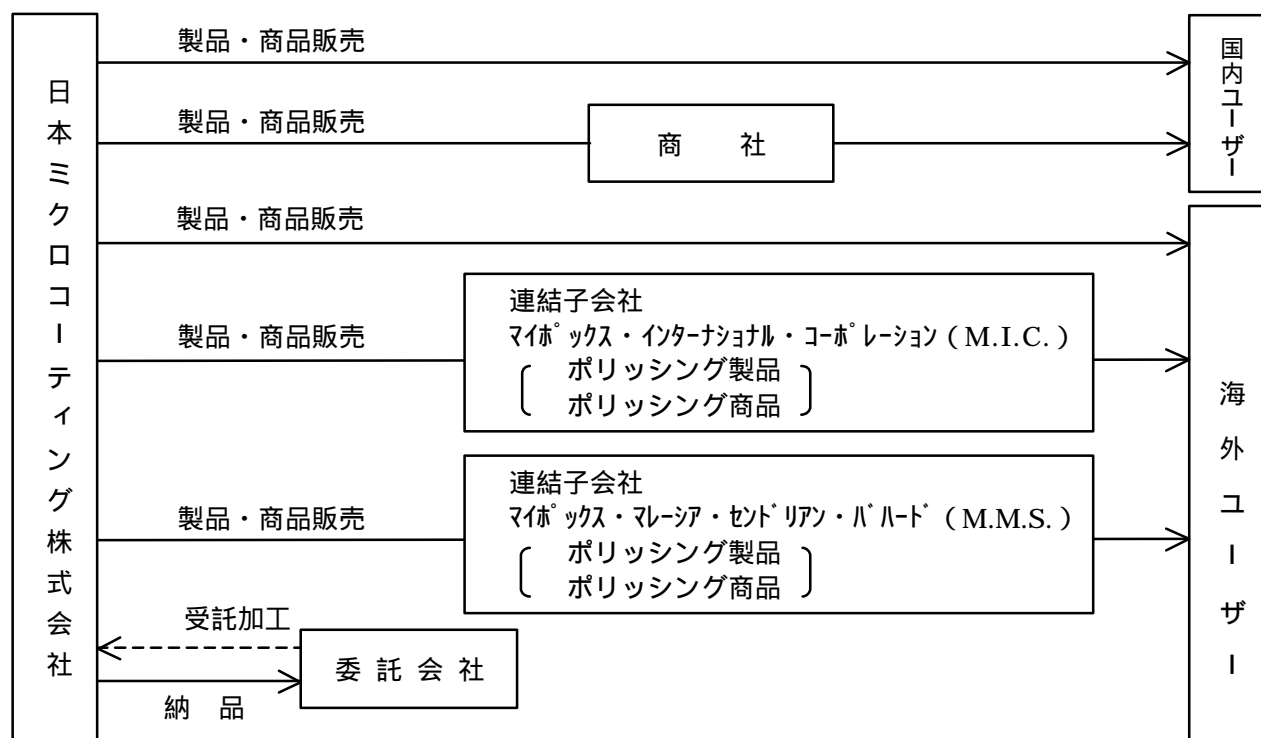 日本ミクロコーティング株式会社
製品・商品販売
国内ユーザー
製品・商品販売
商 社
製品・商品販売
海外ユーザー
連結子会社
製品・商品販売
ﾏｲﾎﾟｯｸｽ・ｲﾝﾀｰﾅｼｮﾅﾙ・ｺｰﾎﾟﾚｰｼｮﾝ（M.I.C.）
ポリッシング製品
ポリッシング商品
連結子会社
製品・商品販売
ﾏｲﾎﾟｯｸｽ・ﾏﾚｰｼｱ・ｾﾝﾄﾞﾘｱﾝ・ﾊﾞﾊｰﾄﾞ（M.M.S.）
ポリッシング製品
ポリッシング商品
受託加工
委 託 会 社
納 品